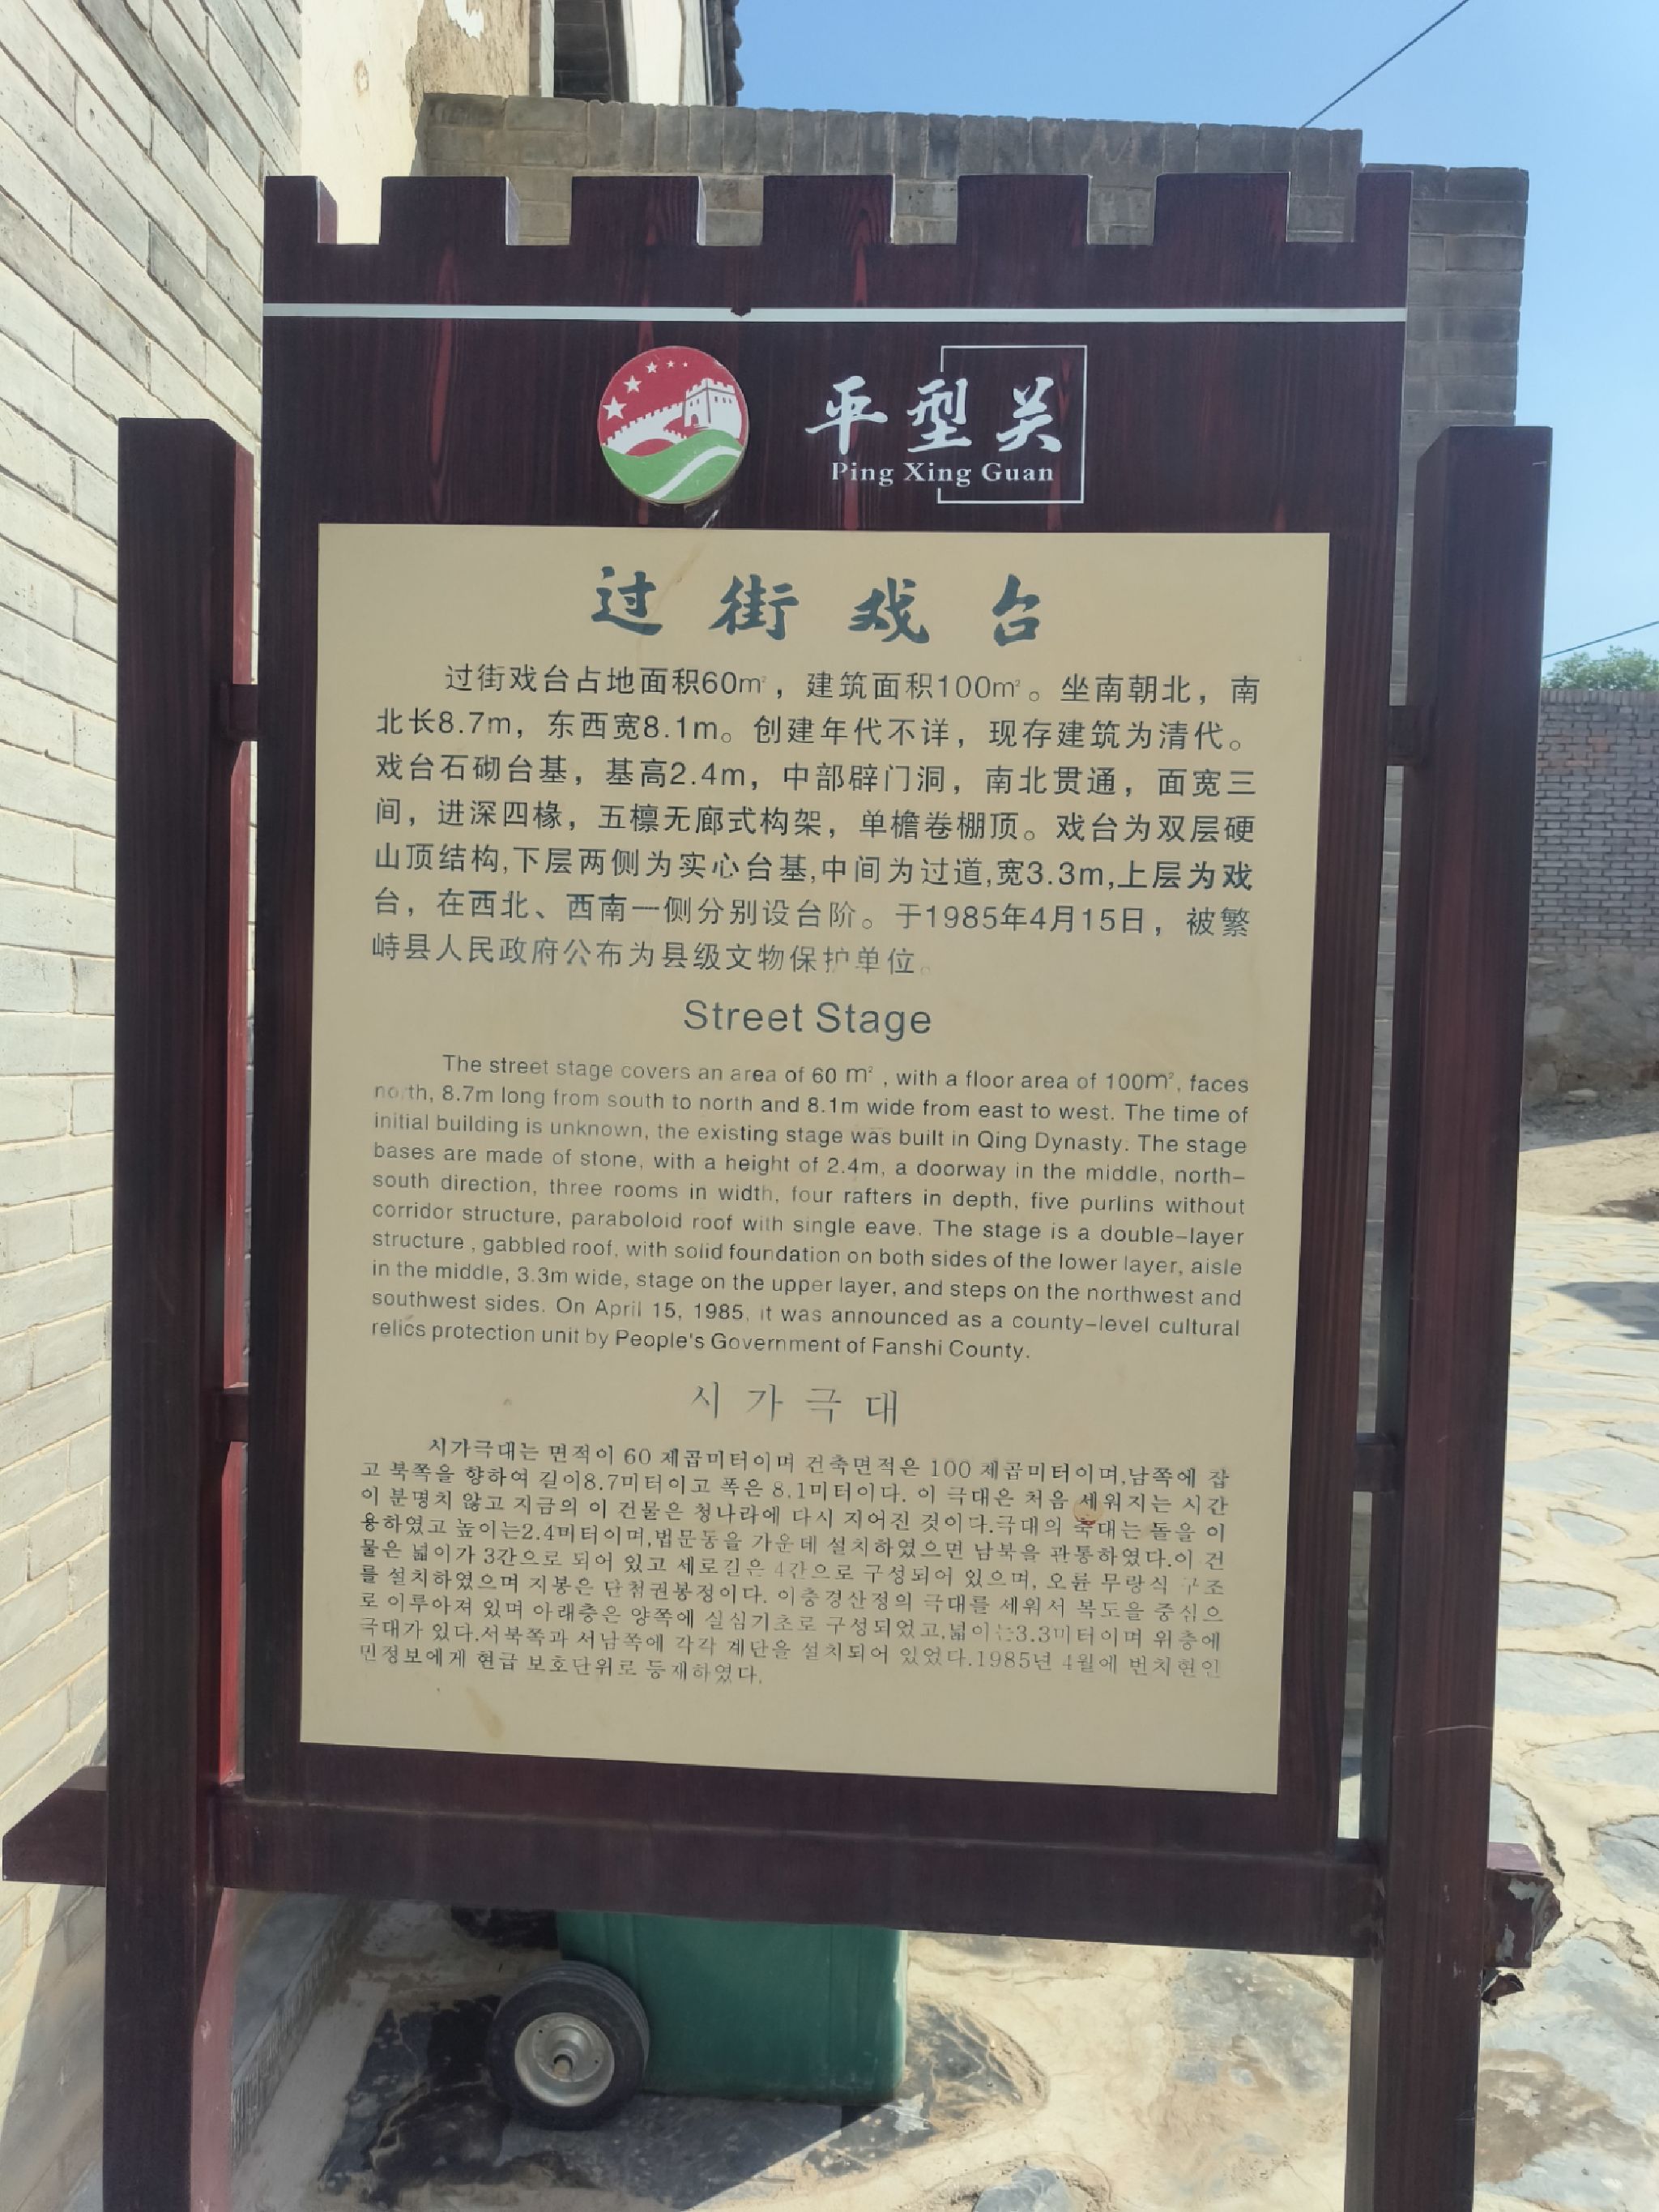 平型关
Ping Xing Guan
过街戏台
过街戏台占地面积60㎡，建筑面积100㎡。坐南朝北，南
北长8.7m，东西宽8.1m。创建年代不详，现存建筑为清代。
戏台石砌台基，基高2.4m，中部辟门洞，南北贯通，面宽三
间，进深四椽，五檩无廊式构架，单檐卷棚顶。戏台为双层硬
山顶结构,下层两侧为实心台基,中间为过道,宽3.3m,上层为戏
台，在西北、西南一侧分别设台阶。于1985年4月15日，被繁
峙县人民政府公布为县级文物保护单位。
Street Stage
The street stage covers an area of 60 ㎡ , with a floor area of 100㎡, faces
north, 8.7m long from south to north and 8.1m wide from east to west. The time of
initial building is unknown, the existing stage was built in Qing Dynasty. The stage
bases are made of stone, with a height of 2.4m, a doorway in the middle, north-
south direction, three rooms in width, four rafters in depth, five purlins without
corridor structure, paraboloid roof with single eave. The stage is a double-layer
structure , gabbled roof, with solid foundation on both sides of the lower layer, aisle
in the middle, 3.3m wide, stage on the upper layer, and steps on the northwest and
southwest sides. On April 15, 1985, it was announced as a county-level cultural
relics protection unit by People's Government of Fanshi County.
시가극대
시가극대는 면적이 60 제곱미터이며 건축면적은 100 제곱미터이며,남쪽에 잡
고 북쪽을 향하여 길이8.7미터이고 폭은 8.1미터이다. 이 극대은 처음 세워지는 시간
이 분명치 않고 지금의 이 건물은 청나라에 다시 지어진 것이다.극대의 축대는 돌을 이
용하였고 높이는2.4미터이며,법문동을 가운데 설치하였으면 남북을 관통하였다.이 건
물은 넓이가 3간으로 되어 있고 세로길은 4간으로 구성되어 있으며, 오륜 무랑식 구조
를 설치하였으며 지봉은 단첨권봉정이다. 이층경산정의 극대를 세워서 복도을 중심으
로 이루아져 있며 아래층은 양쪽에 실심기초로 구성되었고,넓이는3.3미터이며 위층에
극대가 있다.서북쪽과 서남쪽에 각각 계단을 설치되어 있었다.1985년 4월에 번치현인
민정보에게 현급 보호단위로 등재하였다.